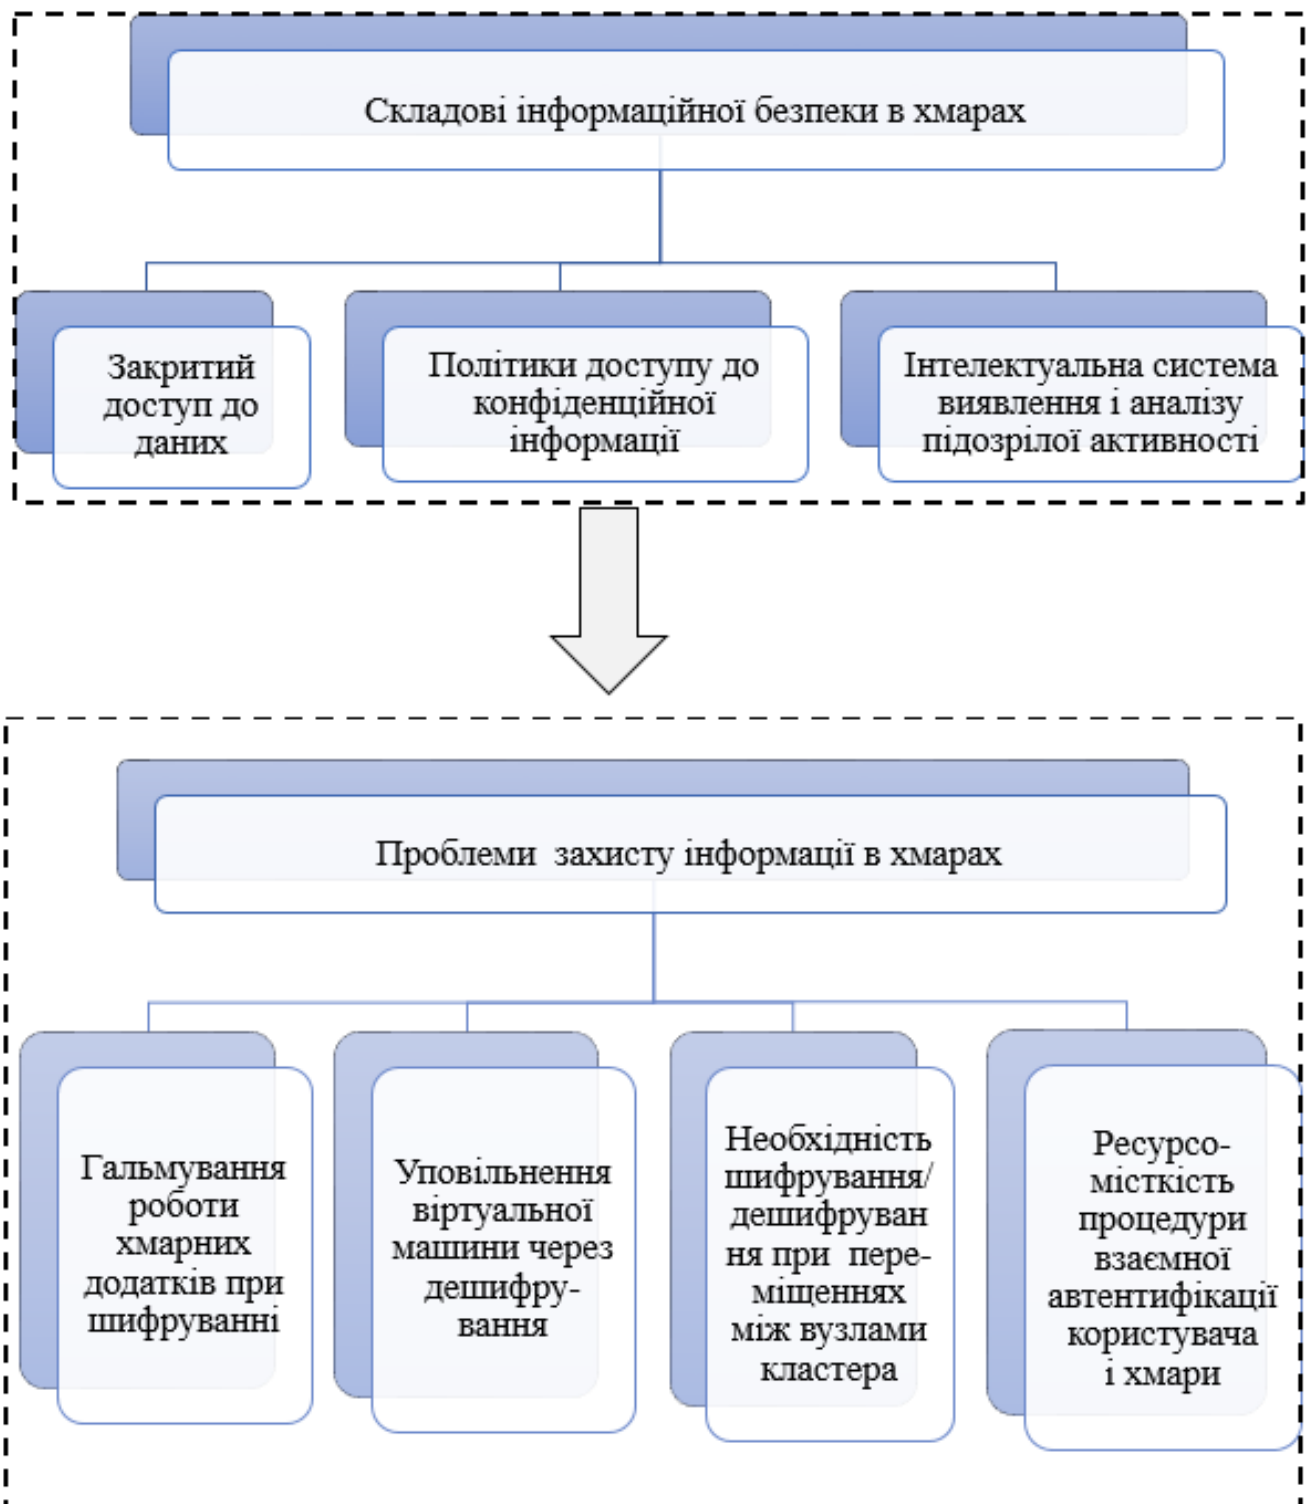 Складові інформаційної безпеки в хмарах
Закритий
доступ до
даних
Політики доступу до
конфіденційної
інформації
Інтелектуальна система
виявлення і аналізу
підозрілої активності
Проблеми  захисту інформації в хмарах
Гальмування
роботи
хмарних
додатків при
шифруванні
Уповільнення
віртуальної
машини через
дешифру-
вання
Необхідність
шифрування/
дешифруван
ня при  пере-
міщеннях
між вузлами
кластера
Ресурсо-
місткість
процедури
взаємної
автентифікації
користувача
і хмари